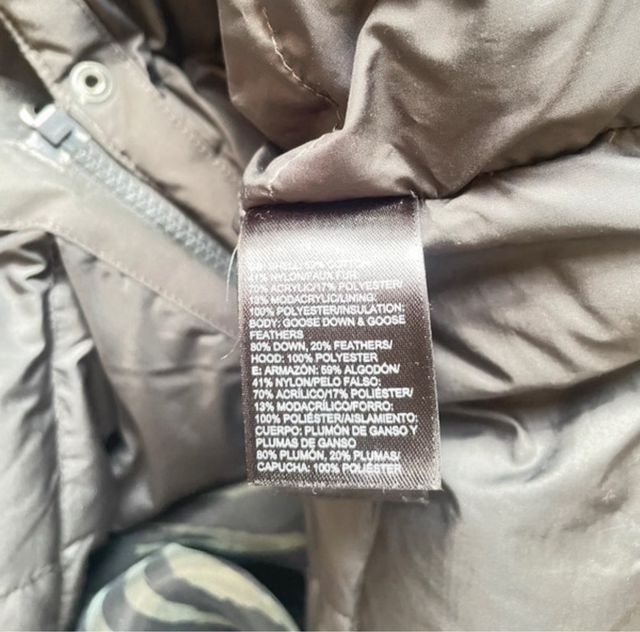 41% NYLON/FAUX FUR:
70% ACRYLIC/17% POLYESTER/
13% MODACRYLIC/LINING:
100% POLYESTER/INSULATION:
BODY: GOOSE DOWN & GOOSE
FEATHERS
80% DOWN, 20% FEATHERS/
HOOD: 100% POLYESTER
E: ARMAZÓN: 59% ALGODÓN/
41% NYLON/PELO FALSO:
70% ACRÍLICO/17% POLIÉSTER/
13% MODACRÍLICO/FORRO:
100% POLIÉSTER/AISLAMIENTO:
CUERPO: PLUMÓN DE GANSO Y
PLUMAS DE GANSO
80% PLUMÓN, 20% PLUMAS/
CAPUCHA: 100% POLIÉSTER